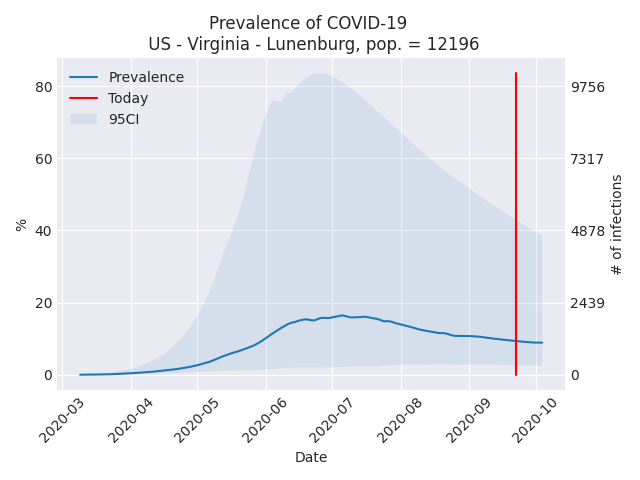 Prevalence of COVID-19
US - Virginia - Lunenburg, pop. = 12196
Prevalence
Today
95CI
80
60
40
20
0
%
9756
7317
4878
2439
0
# of infections
2020-03
2020-04
2020-05
2020-06
2020-07
2020-08
2020-09
2020-10
Date